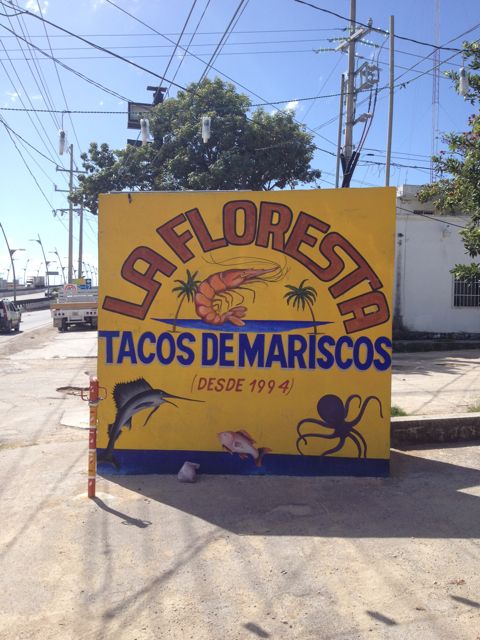 LA FLORESTA
TACOS DE MARISCOS
(DESDE 1994)